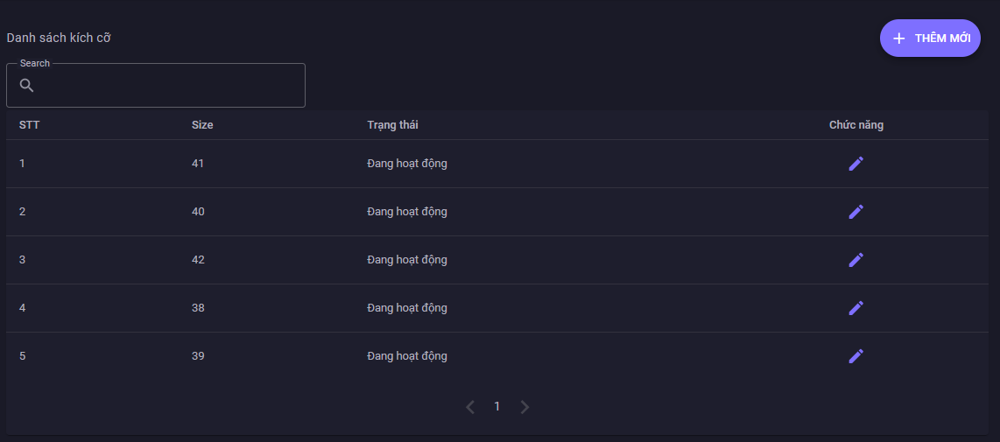 Danh sách kích cỡ
THÊM MỚI
Search
STT Size Trạng thái Chức năng
1 41 Đang hoạt động
2 40 Đang hoạt động
3 42 Đang hoạt động
4 38 Đang hoạt động
5 39 Đang hoạt động
1